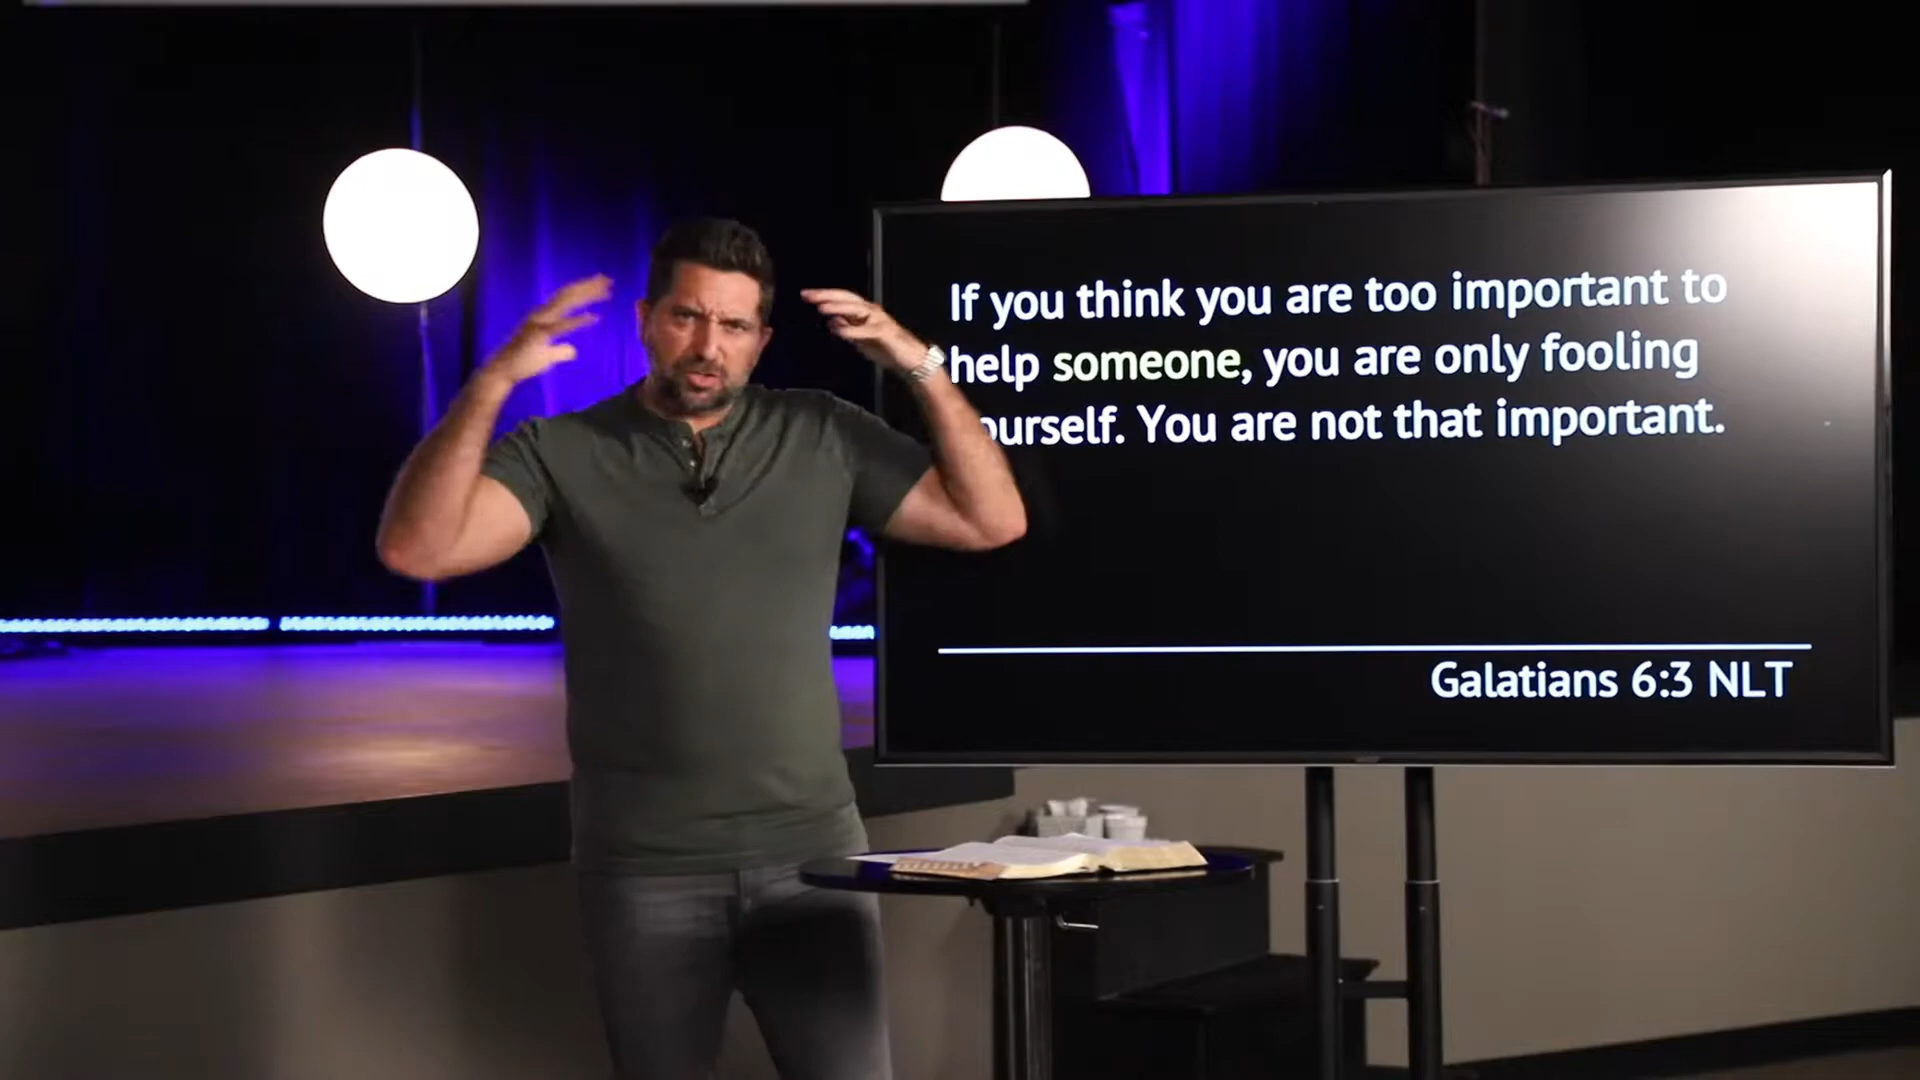 If you think you are too important to
help someone, you are only fooling
ourself. You are not that important.
Galatians 6:3 NLT